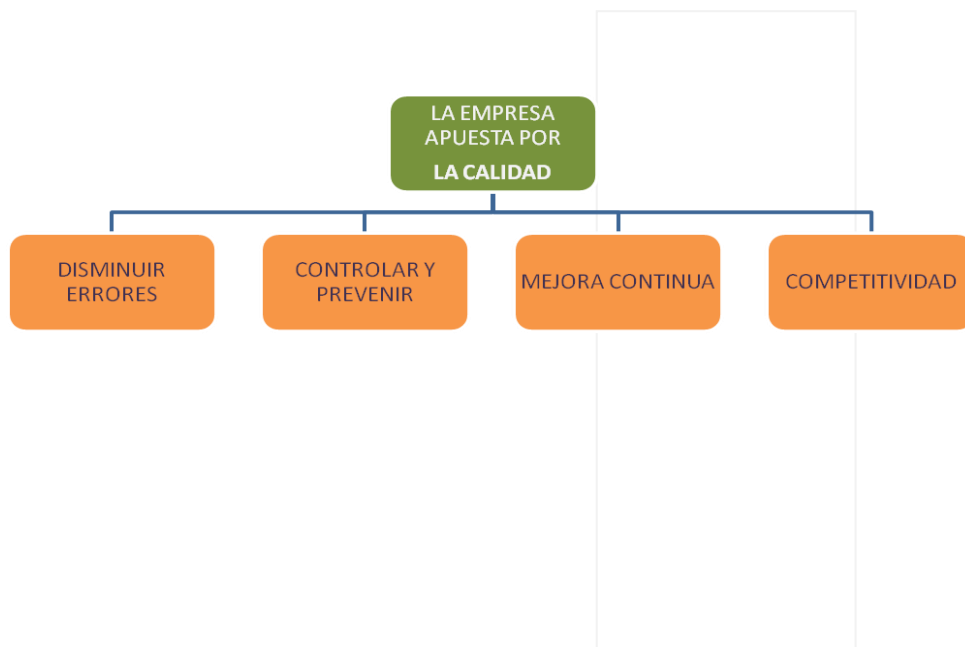 LA EMPRESA
APUESTA POR
LA CALIDAD
DISMINUIR
ERRORES
CONTROLAR Y
PREVENIR
MEJORA CONTINUA
COMPETITIVIDAD